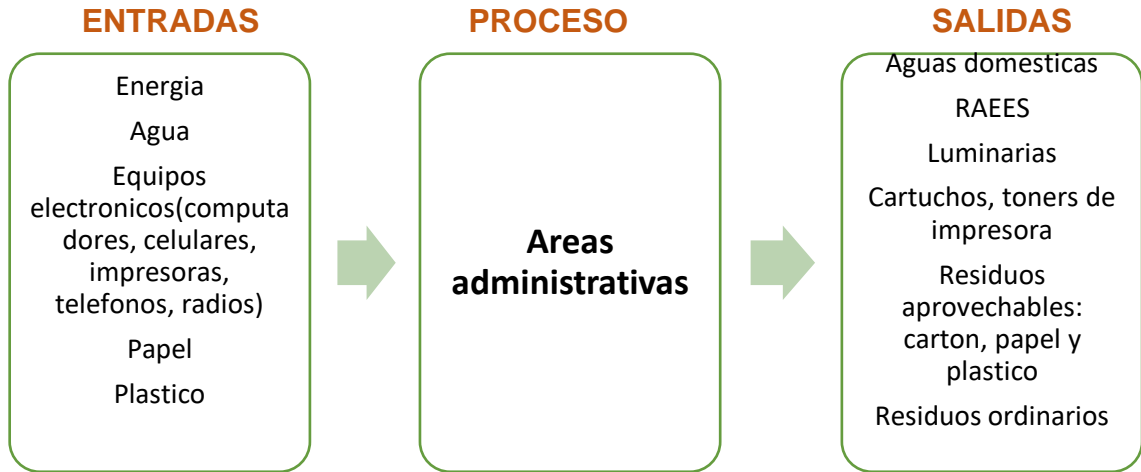 ENTRADAS
PROCESO
SALIDAS
Energia
Agua
Equipos
electronicos(computa
dores, celulares,
impresoras,
telefonos, radios)
Papel
Plastico
Areas
administrativas
Aguas domesticas
RAEES
Luminarias
Cartuchos, toners de
impresora
Residuos
aprovechables:
carton, papel y
plastico
Residuos ordinarios